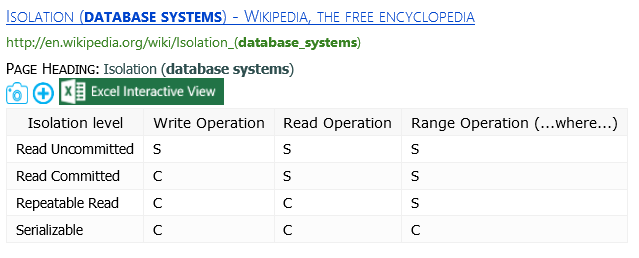 Isolation (DATABASE SYSTEMS) - Wikipedia, the free encyclopedia
http://en.wikipedia.org/wiki/Isolation_(database_systems)
Page Heading: Isolation (database systems)
Excel Interactive View
Isolation level Write Operation Read Operation Range Operation (...where...)
Read Uncommitted S S S
Read Committed C S S
Repeatable Read C C S
Serializable C C C